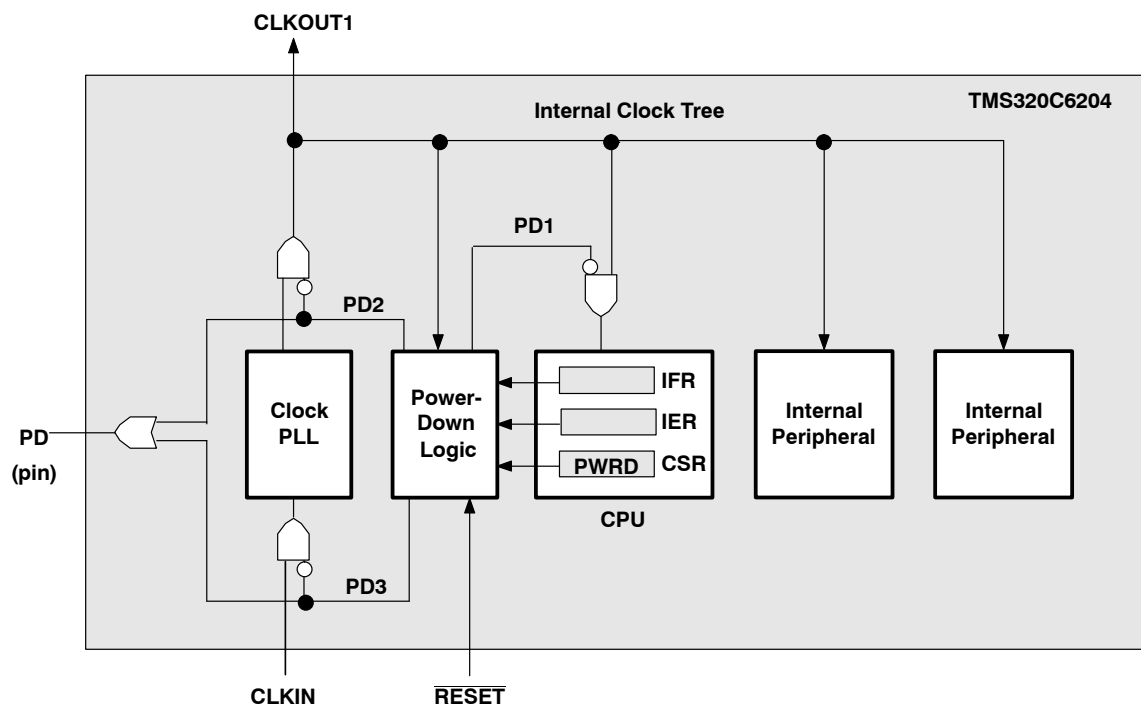 CLKOUT1
TMS320C6204
Internal Clock Tree
PD1
PD2
Clock
PLL
Power-
Down
Logic
IFR
IER
PWRD CSR
Internal
Peripheral
Internal
Peripheral
PD
(pin)
CPU
PD3
CLKIN
RESET